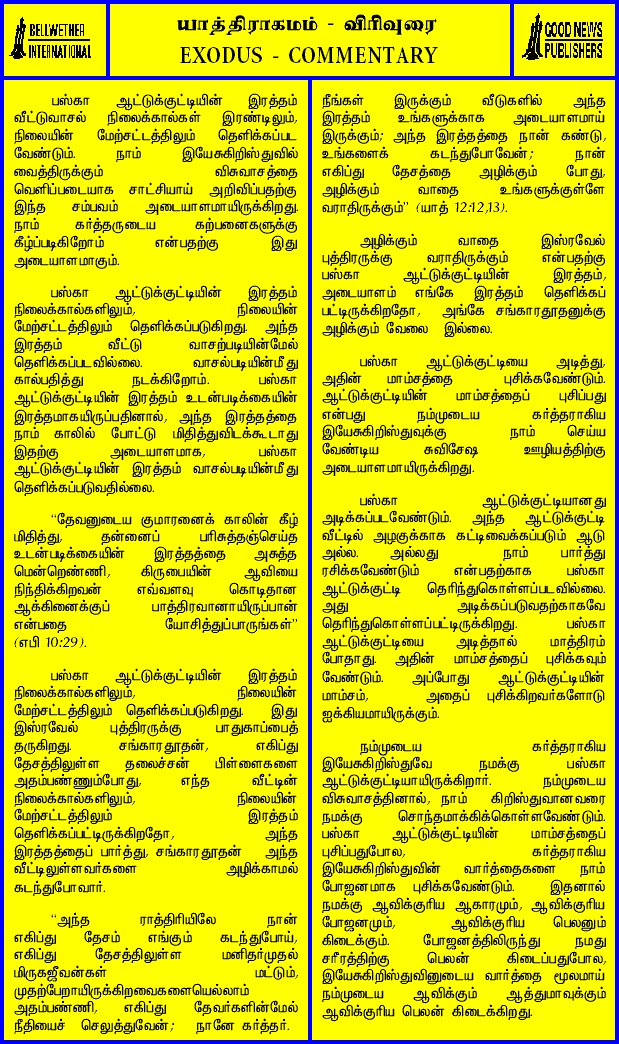 BELLWETHER
INTERNATIONAL
யாத்திராகமம் - விரிவுரை
EXODUS - COMMENTARY
GOOD NEWS
PUBLISHERS
பஸ்கா ஆட்டுக்குட்டியின் இரத்தம்
வீட்டுவாசல் நிலைக்கால்கள் இரண்டிலும்,
நிலையின் மேற்சட்டத்திலும் தெளிக்கப்பட
வேண்டும். நாம் இயேசுகிறிஸ்துவில்
வைத்திருக்கும் விசுவாசத்தை
வெளிப்படையாக சாட்சியாய் அறிவிப்பதற்கு
இந்த சம்பவம் அடையாளமாயிருக்கிறது.
நாம் கர்த்தருடைய கற்பனைகளுக்கு
கீழ்ப்படிகிறோம் என்பதற்கு இது
அடையாளமாகும்.
பஸ்கா ஆட்டுக்குட்டியின் இரத்தம்
நிலைக்கால்களிலும், நிலையின்
மேற்சட்டத்திலும் தெளிக்கப்படுகிறது. அந்த
இரத்தம் வீட்டு வாசற்படியின்மேல்
தெளிக்கப்படவில்லை. வாசல்படியின்மீது
கால்பதித்து நடக்கிறோம். பஸ்கா
ஆட்டுக்குட்டியின் இரத்தம் உடன்படிக்கையின்
இரத்தமாகயிருப்பதினால், அந்த இரத்தத்தை
நாம் காலில் போட்டு மிதித்துவிடக்கூடாது
இதற்கு அடையாளமாக, பஸ்கா
ஆட்டுக்குட்டியின் இரத்தம் வாசல்படியின்மீது
தெளிக்கப்படுவதில்லை.
“தேவனுடைய குமாரனைக் காலின் கீழ்
மிதித்து, தன்னைப் பரிசுத்தஞ்செய்த
உடன்படிக்கையின் இரத்தத்தை அசுத்த
மென்றெண்ணி, கிருபையின் ஆவியை
நிந்திக்கிறவன் எவ்வளவு கொடிதான
ஆக்கினைக்குப் பாத்திரவானாயிருப்பான்
என்பதை யோசித்துப்பாருங்கள்”
(எபி 10:29).
பஸ்கா ஆட்டுக்குட்டியின் இரத்தம்
நிலைக்கால்களிலும், நிலையின்
மேற்சட்டத்திலும் தெளிக்கப்படுகிறது. இது
இஸ்ரவேல் புத்திரருக்கு பாதுகாப்பைத்
தருகிறது. சங்காரதூதன், எகிப்து
தேசத்திலுள்ள தலைச்சன் பிள்ளைகளை
அதம்பண்ணும்போது, எந்த வீட்டின்
நிலைக்கால்களிலும், நிலையின்
மேற்சட்டத்திலும் இரத்தம்
தெளிக்கப்பட்டிருக்கிறதோ, அந்த
இரத்தத்தைப் பார்த்து, சங்காரதூதன் அந்த
வீட்டிலுள்ளவர்களை அழிக்காமல்
கடந்துபோவார்.
“அந்த ராத்திரியிலே நான்
எகிப்து தேசம் எங்கும் கடந்துபோய்,
எகிப்து தேசத்திலுள்ள மனிதர்முதல்
மிருகஜீவன்கள் மட்டும்,
முதற்பேறாயிருக்கிறவைகளையெல்லாம்
அதம்பண்ணி, எகிப்து தேவர்களின்மேல்
நீதியைச் செலுத்துவேன்; நானே கர்த்தர்.
நீங்கள் இருக்கும் வீடுகளில் அந்த
இரத்தம் உங்களுக்காக அடையாளமாய்
இருக்கும்; அந்த இரத்தத்தை நான் கண்டு,
உங்களைக் கடந்துபோவேன்; நான்
எகிப்து தேசத்தை அழிக்கும் போது,
அழிக்கும் வாதை உங்களுக்குள்ளே
வராதிருக்கும்” (யாத் 12:12,13).
அழிக்கும் வாதை இஸ்ரவேல்
புத்திரருக்கு வராதிருக்கும் என்பதற்கு
பஸ்கா ஆட்டுக்குட்டியின் இரத்தம்,
அடையாளம் எங்கே இரத்தம் தெளிக்கப்
பட்டிருக்கிறதோ, அங்கே சங்காரதூதனுக்கு
அழிக்கும் வேலை இல்லை.
பஸ்கா ஆட்டுக்குட்டியை அடித்து,
அதின் மாம்சத்தை புசிக்கவேண்டும்.
ஆட்டுக்குட்டியின் மாம்சத்தைப் புசிப்பது
என்பது நம்முடைய கர்த்தராகிய
இயேசுகிறிஸ்துவுக்கு நாம் செய்ய
வேண்டிய சுவிசேஷ ஊழியத்திற்கு
அடையாளமாயிருக்கிறது.
பஸ்கா ஆட்டுக்குட்டியானது
அடிக்கப்படவேண்டும். அந்த ஆட்டுக்குட்டி
வீட்டில் அழகுக்காக கட்டிவைக்கப்படும் ஆடு
அல்ல. அல்லது நாம் பார்த்து
ரசிக்கவேண்டும் என்பதற்காக பஸ்கா
ஆட்டுக்குட்டி தெரிந்துகொள்ளப்படவில்லை.
அது அடிக்கப்படுவதற்காகவே
தெரிந்துகொள்ளப்பட்டிருக்கிறது. பஸ்கா
ஆட்டுக்குட்டியை அடித்தால் மாத்திரம்
போதாது. அதின் மாம்சத்தைப் புசிக்கவும்
வேண்டும். அப்போது ஆட்டுக்குட்டியின்
மாம்சம், அதைப் புசிக்கிறவர்களோடு
ஐக்கியமாயிருக்கும்.
நம்முடைய கர்த்தராகிய
இயேசுகிறிஸ்துவே நமக்கு பஸ்கா
ஆட்டுக்குட்டியாயிருக்கிறார். நம்முடைய
விசுவாசத்தினால், நாம் கிறிஸ்துவானவரை
நமக்கு சொந்தமாக்கிக்கொள்ளவேண்டும்.
பஸ்கா ஆட்டுக்குட்டியின் மாம்சத்தைப்
புசிப்பதுபோல, கர்த்தராகிய
இயேசுகிறிஸ்துவின் வார்த்தைகளை நாம்
போஜனமாக புசிக்கவேண்டும். இதனால்
நமக்கு ஆவிக்குரிய ஆகாரமும், ஆவிக்குரிய
போஜனமும், ஆவிக்குரிய பெலனும்
கிடைக்கும். போஜனத்திலிருந்து நமது
சரீரத்திற்கு பெலன் கிடைப்பதுபோல,
இயேசுகிறிஸ்துவினுடைய வார்த்தை மூலமாய்
நம்முடைய ஆவிக்கும் ஆத்துமாவுக்கும்
ஆவிக்குரிய பெலன் கிடைக்கிறது.